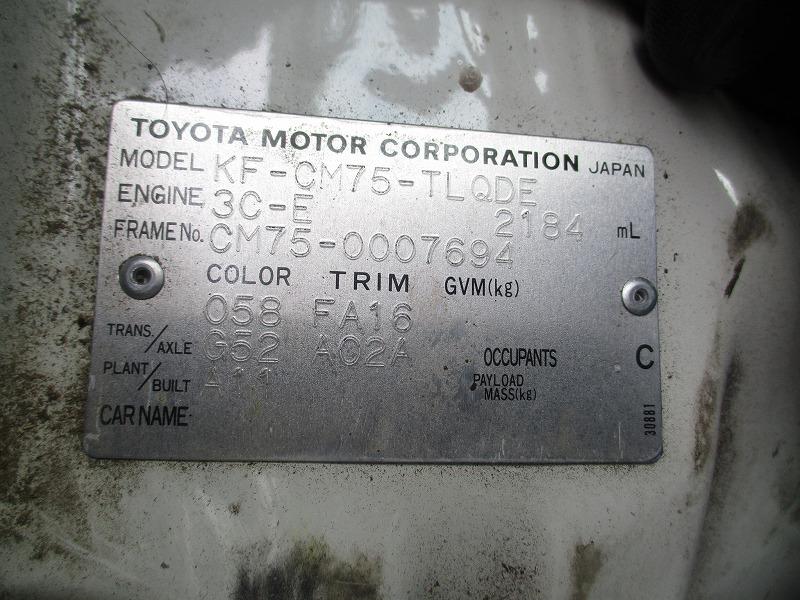 TOYOTA MOTOR CORPORATION JAPAN
MODEL KF-CM75-TLQDE
ENGINE 3C-E 2184 mL
FRAME No. CM75-0007694
COLOR TRIM GVM(kg)
058 FA16
TRANS./AXLE G52 A02A
OCCUPANTS C
PLANT/BUILT A11
PAYLOAD MASS(kg)
CAR NAME
30881